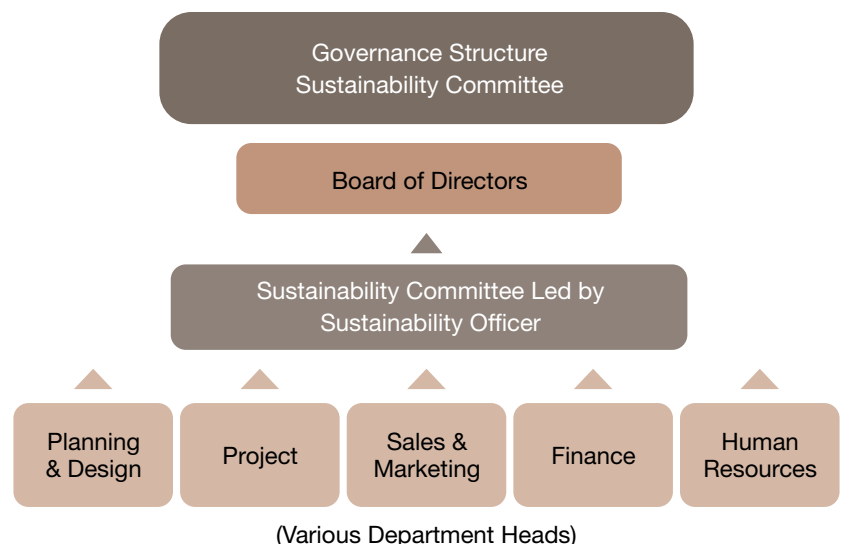 Governance Structure
Sustainability Committee
Board of Directors
Sustainability Committee Led by
Sustainability Officer
Planning
& Design
Project
Sales &
Marketing
Finance
Human
Resources
(Various Department Heads)